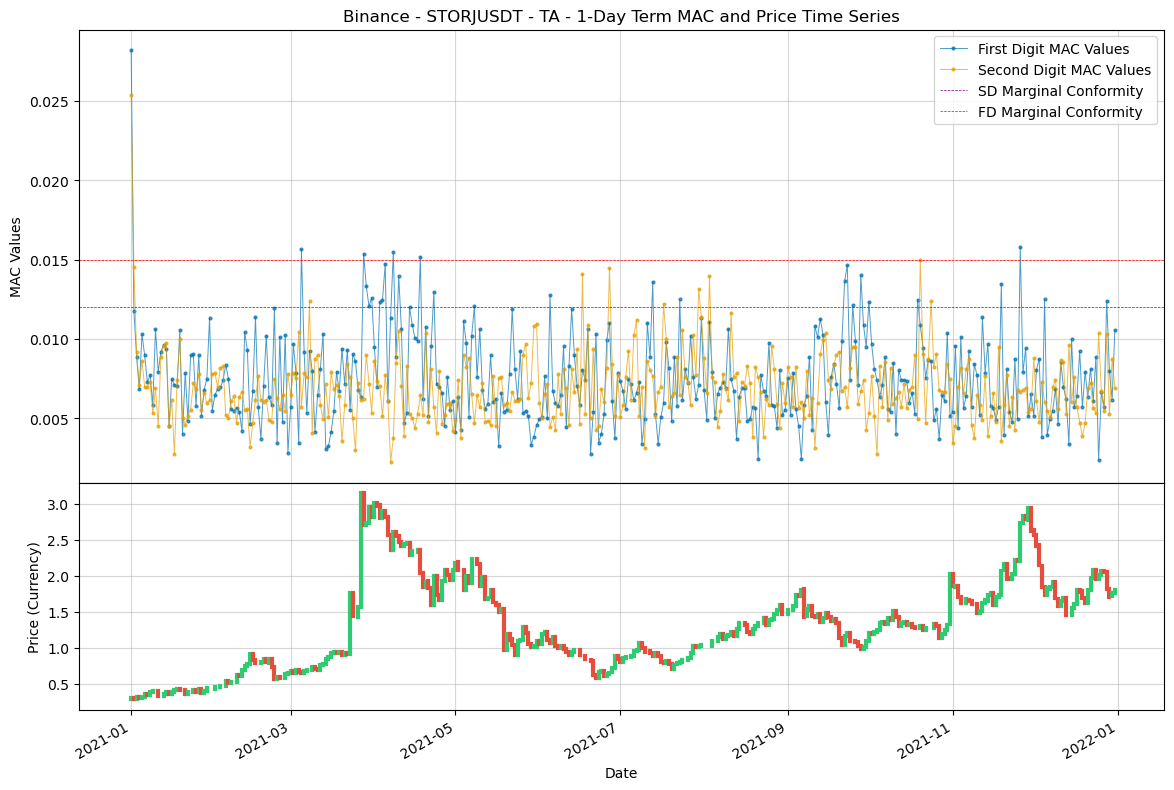 Binance - STORJUSDT - TA - 1-Day Term MAC and Price Time Series
First Digit MAC Values
Second Digit MAC Values
SD Marginal Conformity
FD Marginal Conformity
MAC Values
0.025
0.020
0.015
0.010
0.005
Price (Currency)
3.0
2.5
2.0
1.5
1.0
0.5
2021-01
2021-03
2021-05
2021-07
2021-09
2021-11
2022-01
Date